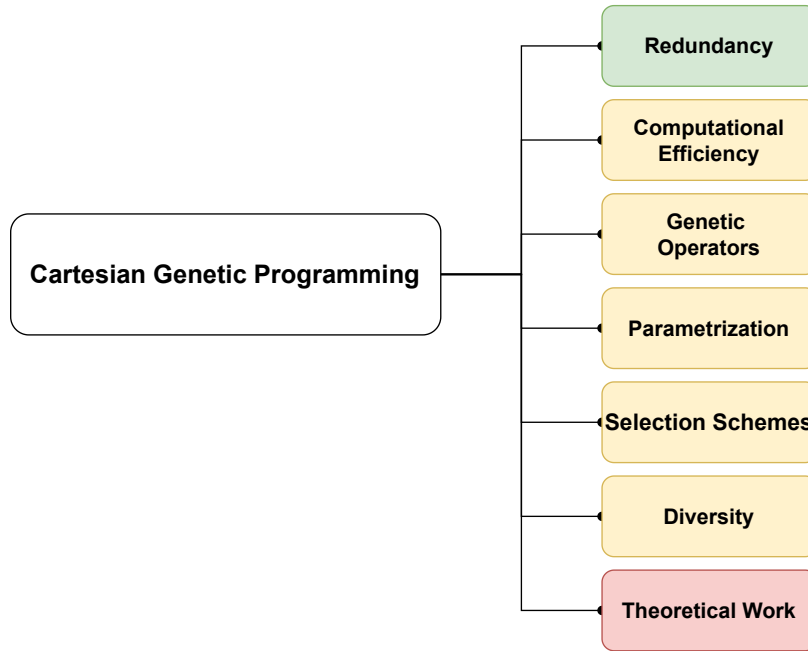 Redundancy
Computational
Efficiency
Genetic
Operators
Cartesian Genetic Programming
Parametrization
Selection Schemes
Diversity
Theoretical Work